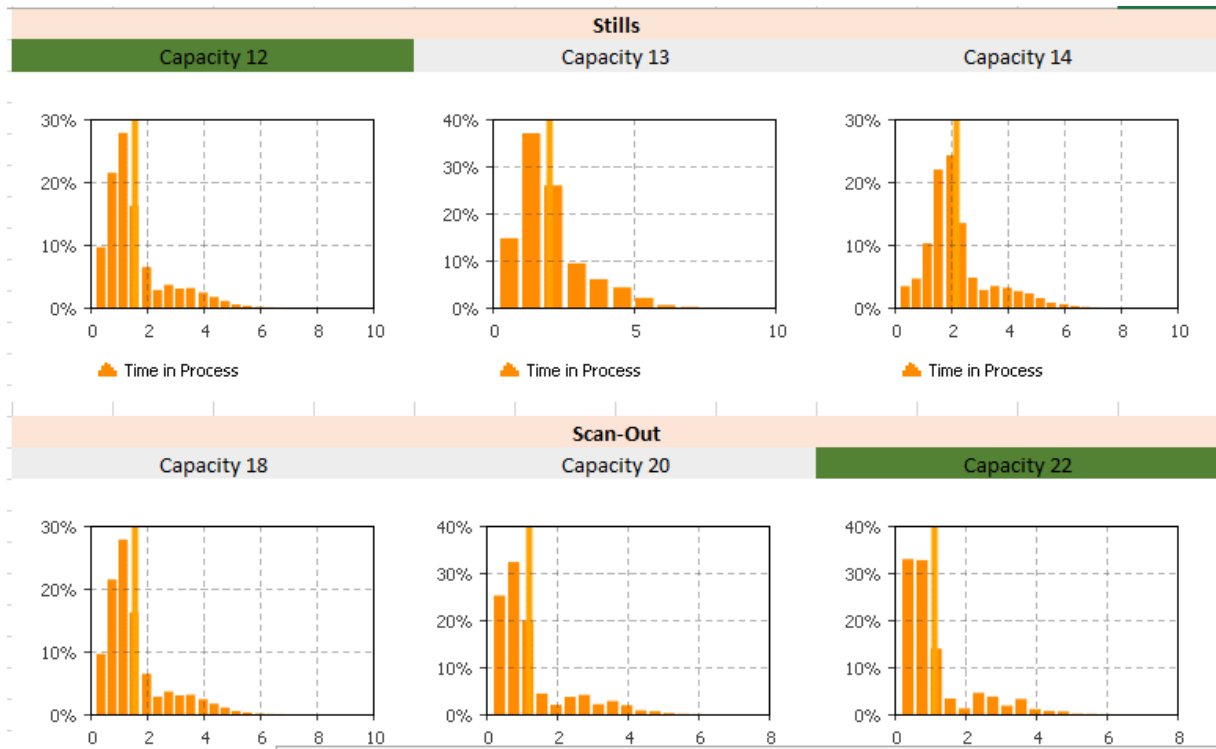 Stills
Capacity 12 Capacity 13 Capacity 14
30% 40% 30%
30%
20% 20%
20%
10% 10%
10%
0% 0% 0%
0 2 4 6 8 10 0 5 10 0 2 4 6 8 10
Time in Process Time in Process Time in Process
Scan-Out
Capacity 18 Capacity 20 Capacity 22
30% 40% 40%
30% 30%
20%
20% 20%
10%
10% 10%
0% 0% 0%
0 2 4 6 8 10 0 2 4 6 8 0 2 4 6 8